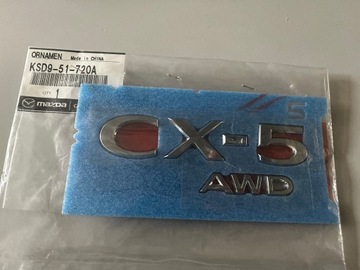 ORNAMEN
Made in CHINA
KSD9-51-720A
QTY 1
mazda
CX-5
AWD